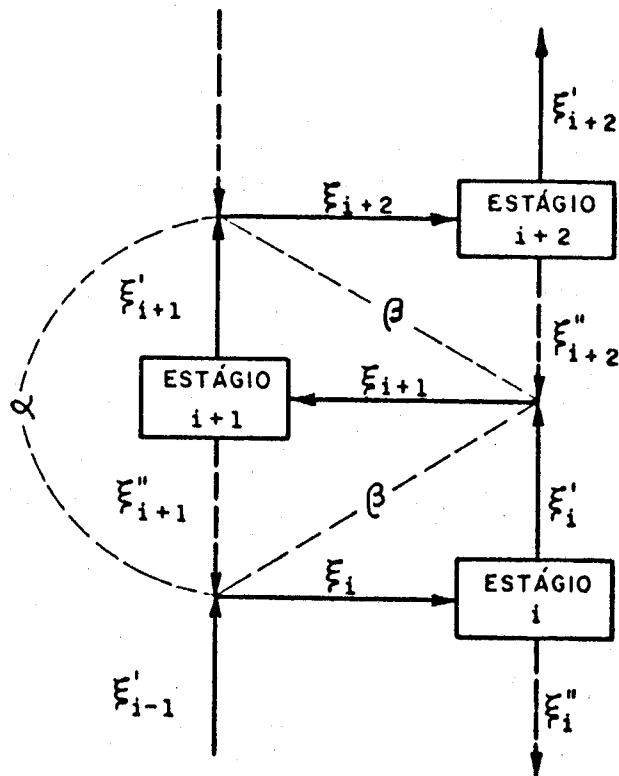 ξ'i+2
ξi+2
ESTÁGIO
i+2
ξ'i+1
β
ξ''i+2
ESTÁGIO
i+1
ξi+1
α
ξ''i+1
β
ξ'i
ξi
ESTÁGIO
i
ξ'i-1
ξ''i